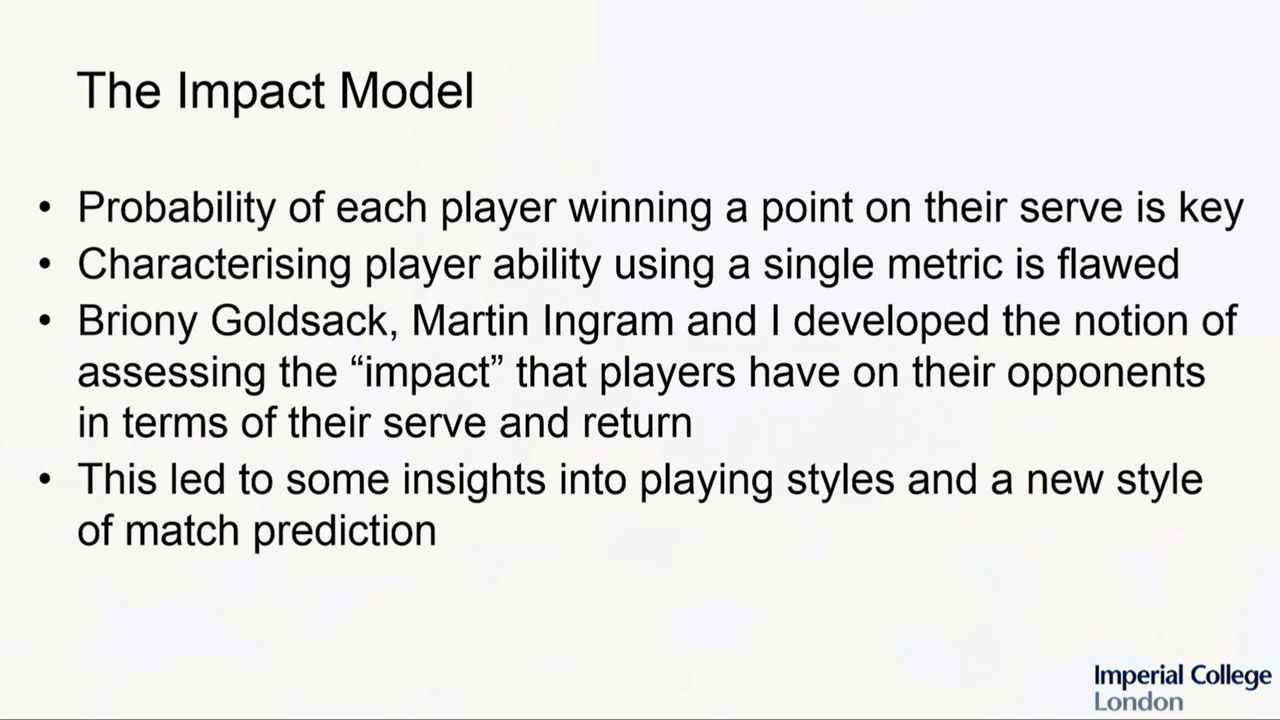 The Impact Model
• Probability of each player winning a point on their serve is key
• Characterising player ability using a single metric is flawed
• Briony Goldsack, Martin Ingram and I developed the notion of
assessing the “impact” that players have on their opponents
in terms of their serve and return
• This led to some insights into playing styles and a new style
of match prediction
Imperial College
London